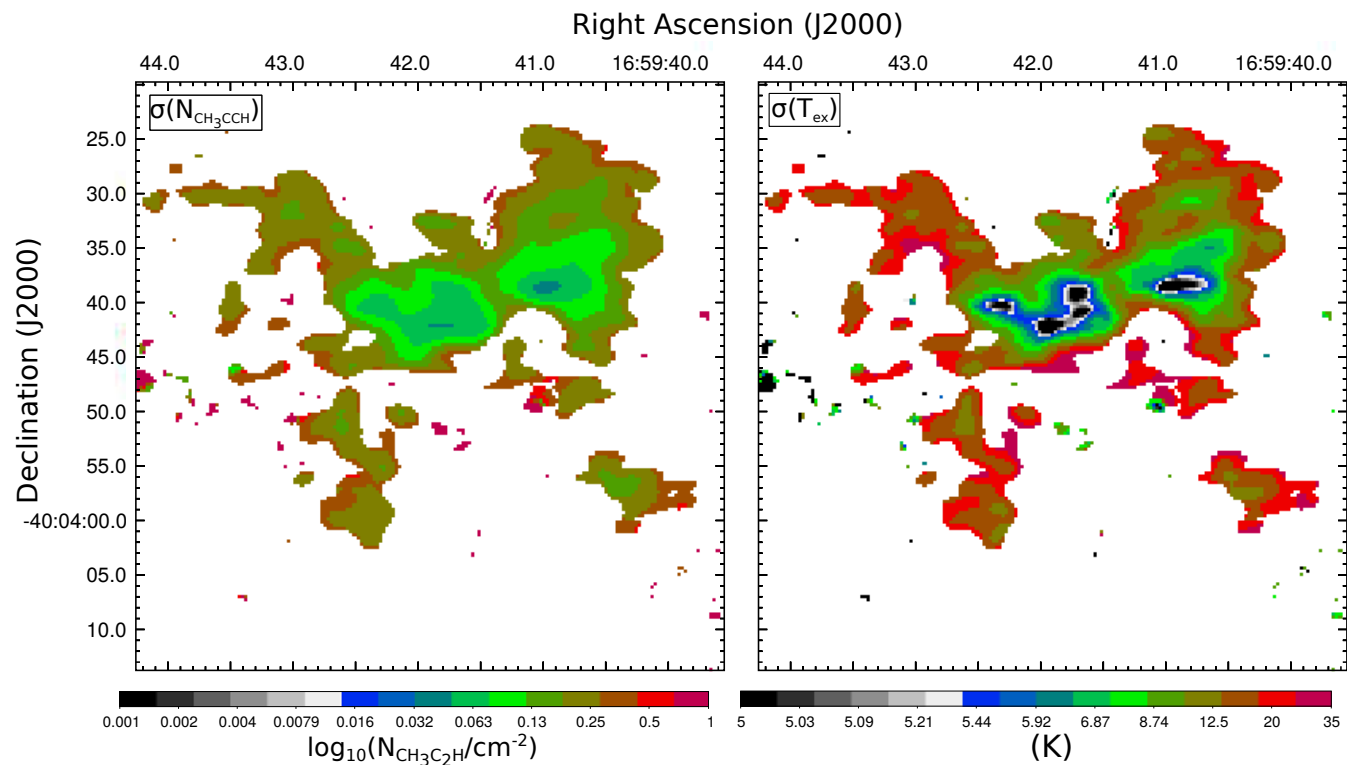 Right Ascension (J2000)
44.0 43.0 42.0 41.0 16:59:40.0 44.0 43.0 42.0 41.0 16:59:40.0
σ(N_CH₃CCH) σ(T_ex)
25.0
30.0
35.0
40.0
45.0
50.0
55.0
-40:04:00.0
05.0
10.0
Declination (J2000)
0.001 0.002 0.004 0.0079 0.016 0.032 0.063 0.13 0.25 0.5 1 5 5.03 5.09 5.21 5.44 5.92 6.87 8.74 12.5 20 35
log₁₀(N_CH₃C₂H/cm⁻²) (K)